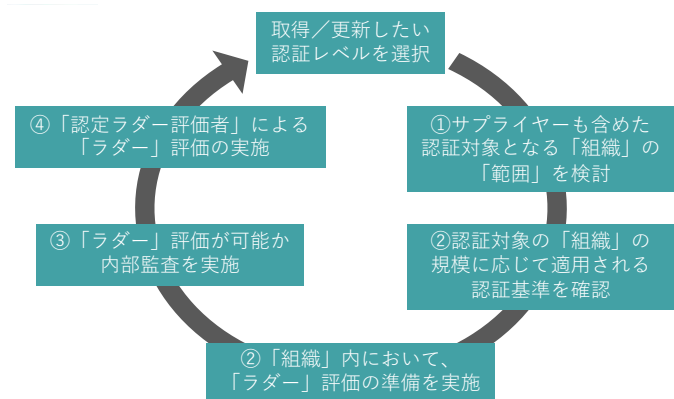 取得／更新したい
認証レベルを選択
①サプライヤーも含めた
認証対象となる「組織」の
「範囲」を検討
②認証対象の「組織」の
規模に応じて適用される
認証基準を確認
②「組織」内において、
「ラダー」評価の準備を実施
③「ラダー」評価が可能か
内部監査を実施
④「認定ラダー評価者」による
「ラダー」評価の実施